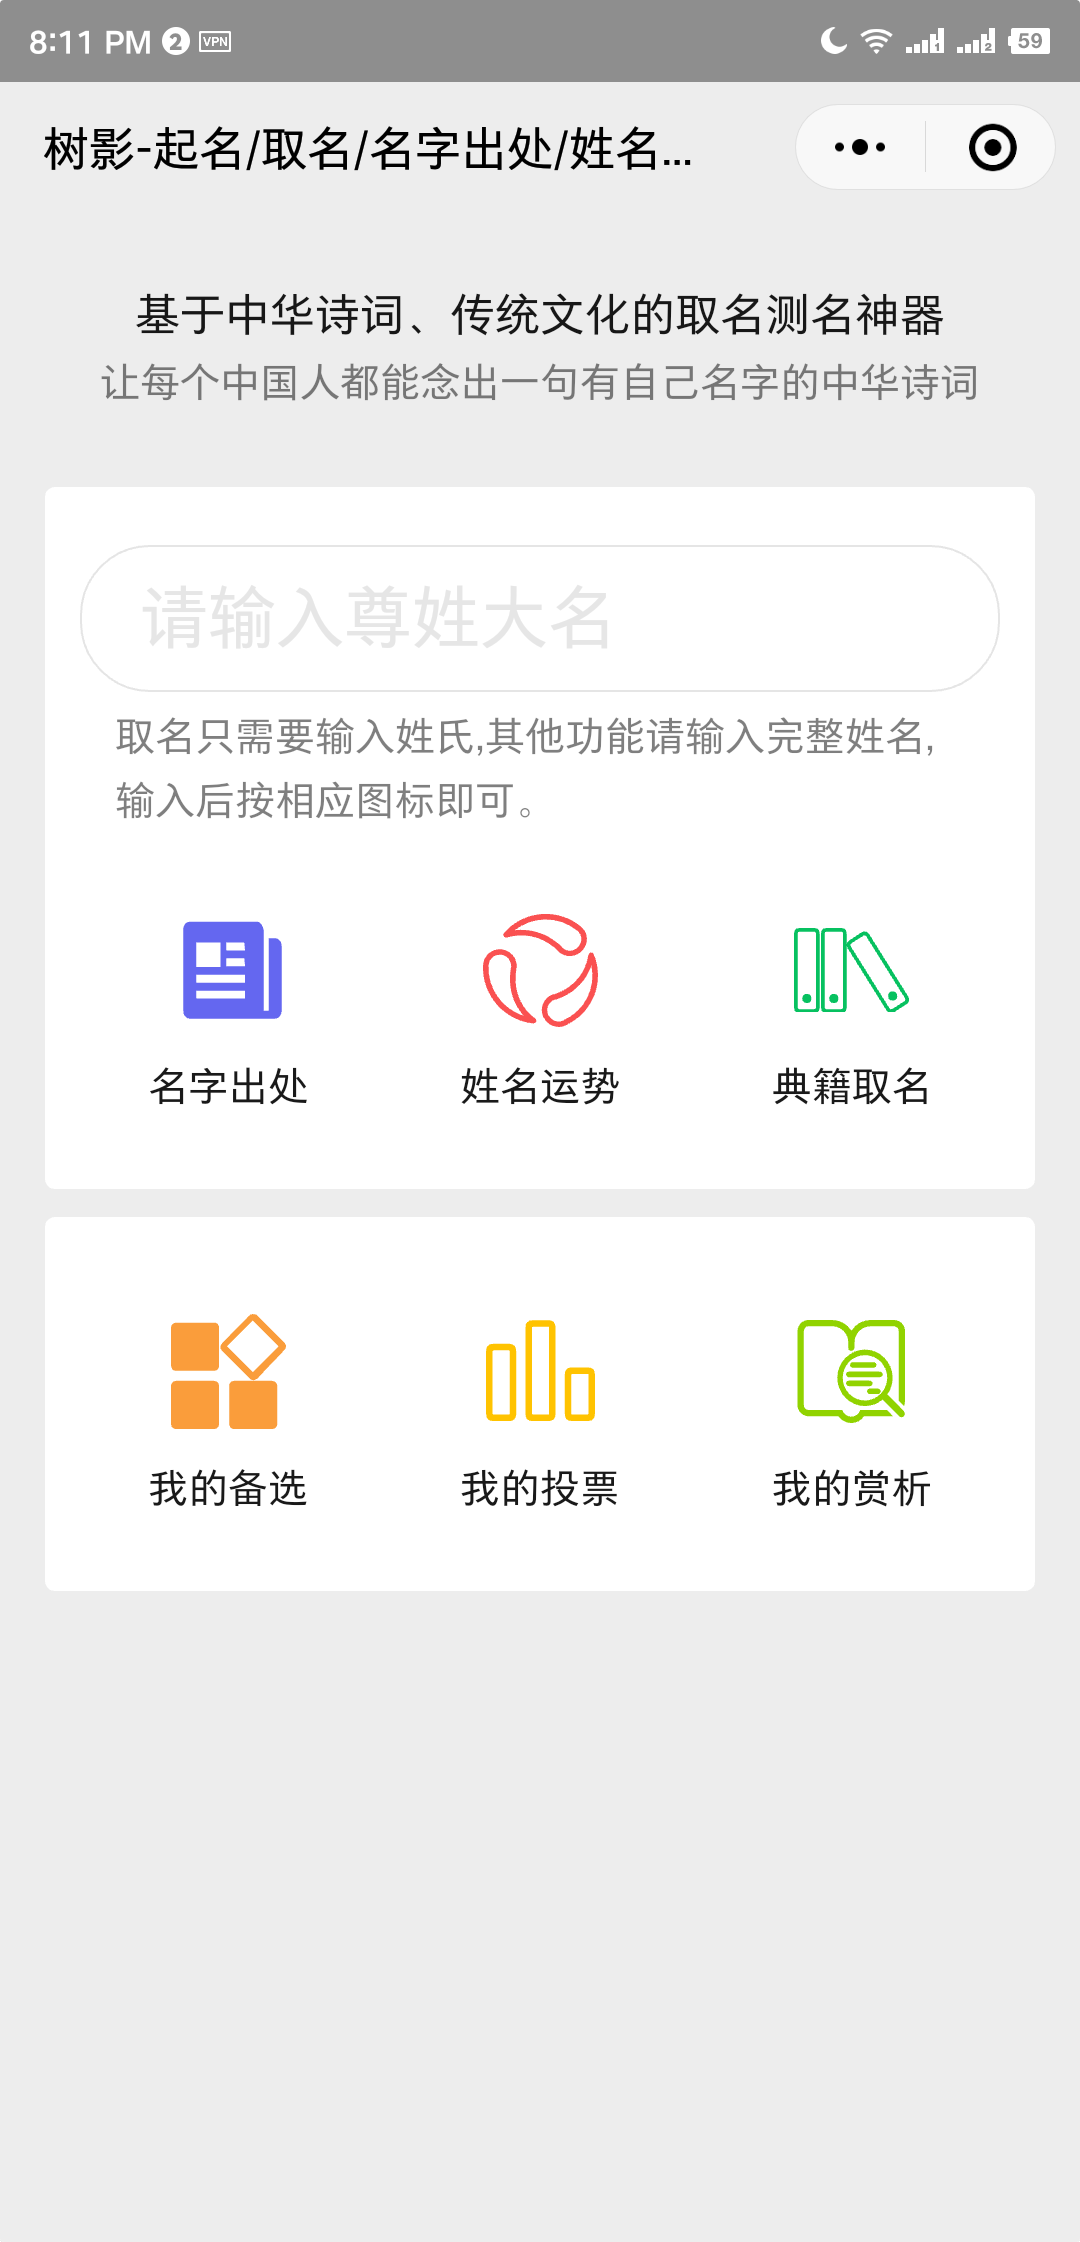 8:11 PM 2 VPN 1 2 59
树影-起名/取名/名字出处/姓名...
基于中华诗词、传统文化的取名测名神器
让每个中国人都能念出一句有自己名字的中华诗词
请输入尊姓大名
取名只需要输入姓氏,其他功能请输入完整姓名,
输入后按相应图标即可。
名字出处 姓名运势 典籍取名
我的备选 我的投票 我的赏析